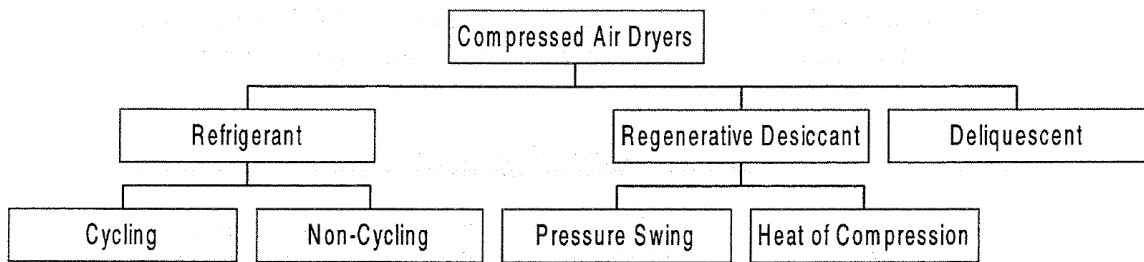 Compressed Air Dryers
Refrigerant
Regenerative Desiccant
Deliquescent
Cycling
Non-Cycling
Pressure Swing
Heat of Compression